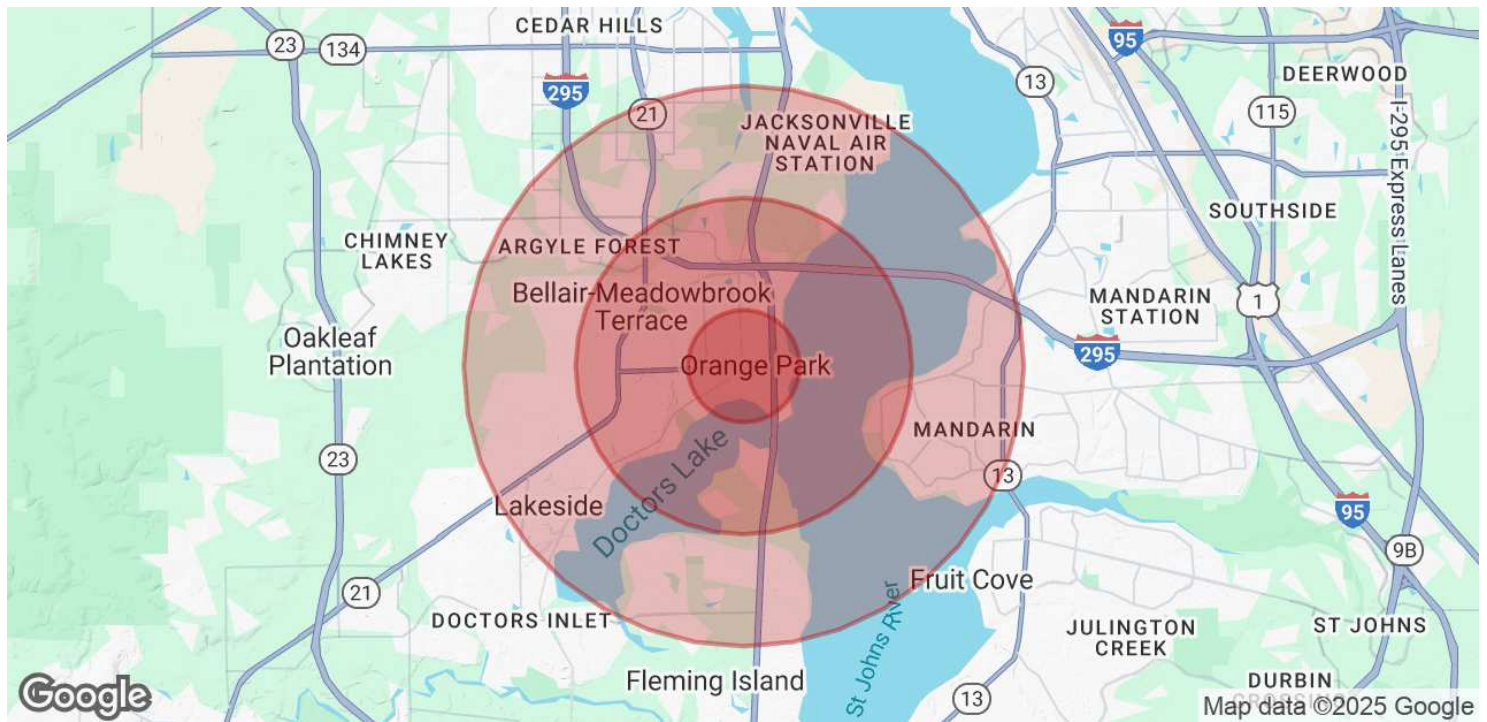 CEDAR HILLS
95
23
134
13
DEERWOOD
295
21
115
JACKSONVILLE
NAVAL AIR
STATION
I-295 Express Lanes
SOUTHSIDE
CHIMNEY
LAKES
ARGYLE FOREST
Bellair-Meadowbrook
Terrace
MANDARIN
STATION
1
Oakleaf
Plantation
295
Orange Park
MANDARIN
23
13
Doctors Lake
Lakeside
95
9B
Fruit Cove
21
DOCTORS INLET
St Johns River
JULINGTON
CREEK
ST JOHNS
Fleming Island
DURBIN
13
Google
Map data ©2025 Google